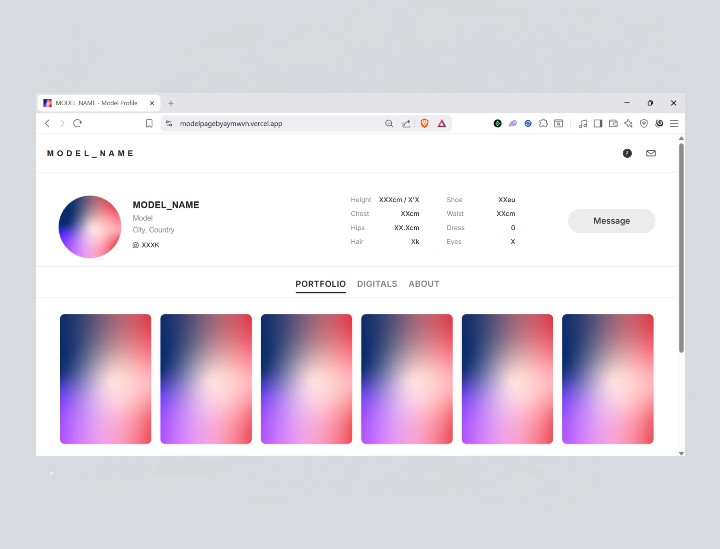 MODEL_NAME - Model Profile
modelpagebyaymwvn.vercel.app
MODEL_NAME
MODEL_NAME
Model
City, Country
XXXK
Height XXXcm / X'X
Chest XXcm
Hips XX.Xcm
Hair Xk
Shoe XXeu
Waist XXcm
Dress 0
Eyes X
Message
PORTFOLIO DIGITALS ABOUT